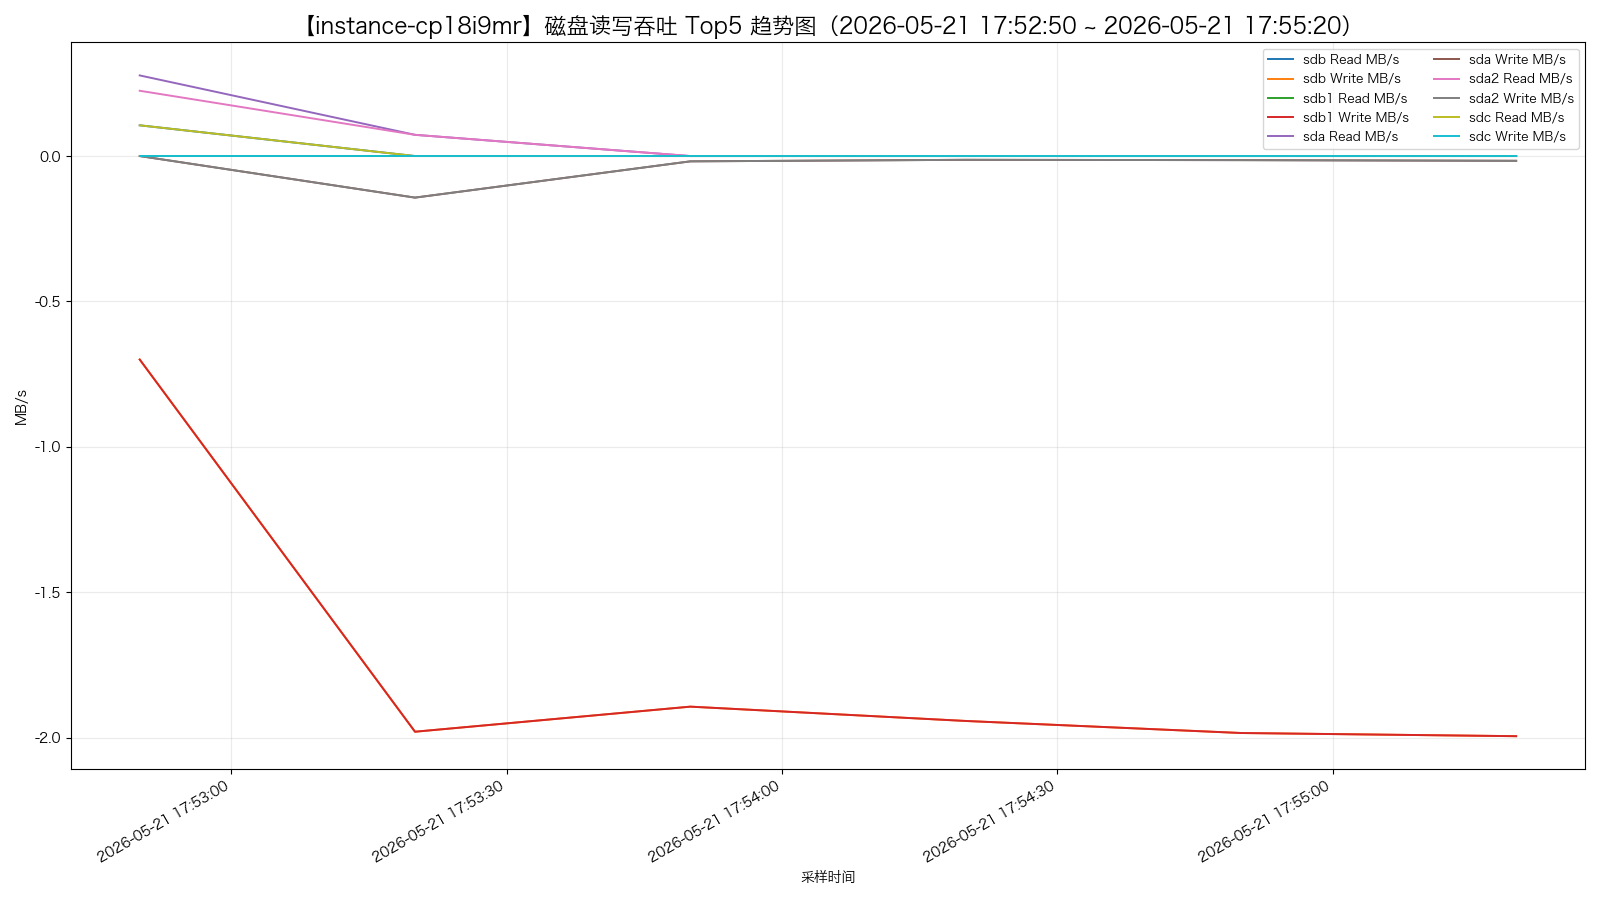 【instance-cp18i9mr】磁盘读写吞吐 Top5 趋势图（2026-05-21 17:52:50 ~ 2026-05-21 17:55:20）
sdb Read MB/s
sdb Write MB/s
sdb1 Read MB/s
sdb1 Write MB/s
sda Read MB/s
sda Write MB/s
sda2 Read MB/s
sda2 Write MB/s
sdc Read MB/s
sdc Write MB/s
MB/s
0.0
-0.5
-1.0
-1.5
-2.0
2026-05-21 17:53:00
2026-05-21 17:53:30
2026-05-21 17:54:00
2026-05-21 17:54:30
2026-05-21 17:55:00
采样时间